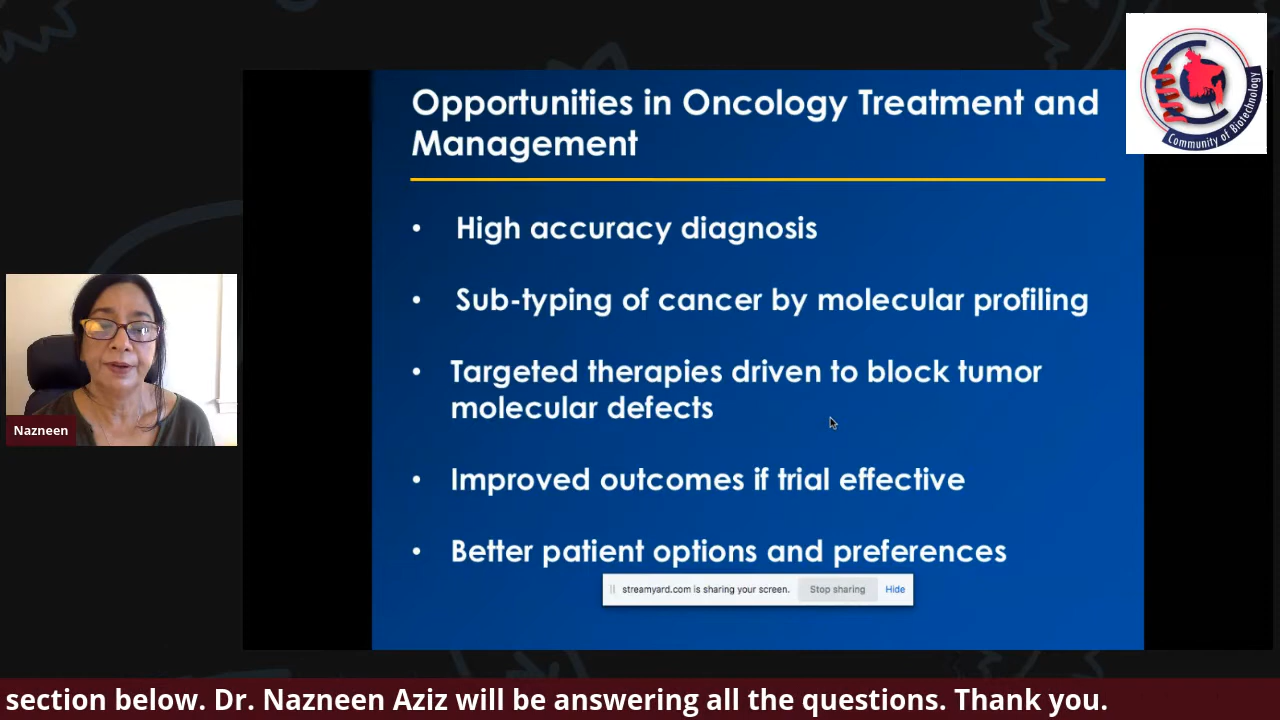 Opportunities in Oncology Treatment and
Management
• High accuracy diagnosis
• Sub-typing of cancer by molecular profiling
• Targeted therapies driven to block tumor
molecular defects
• Improved outcomes if trial effective
• Better patient options and preferences
streamyard.com is sharing your screen. Stop sharing Hide
Community of Biotechnology
Nazneen
section below. Dr. Nazneen Aziz will be answering all the questions. Thank you.